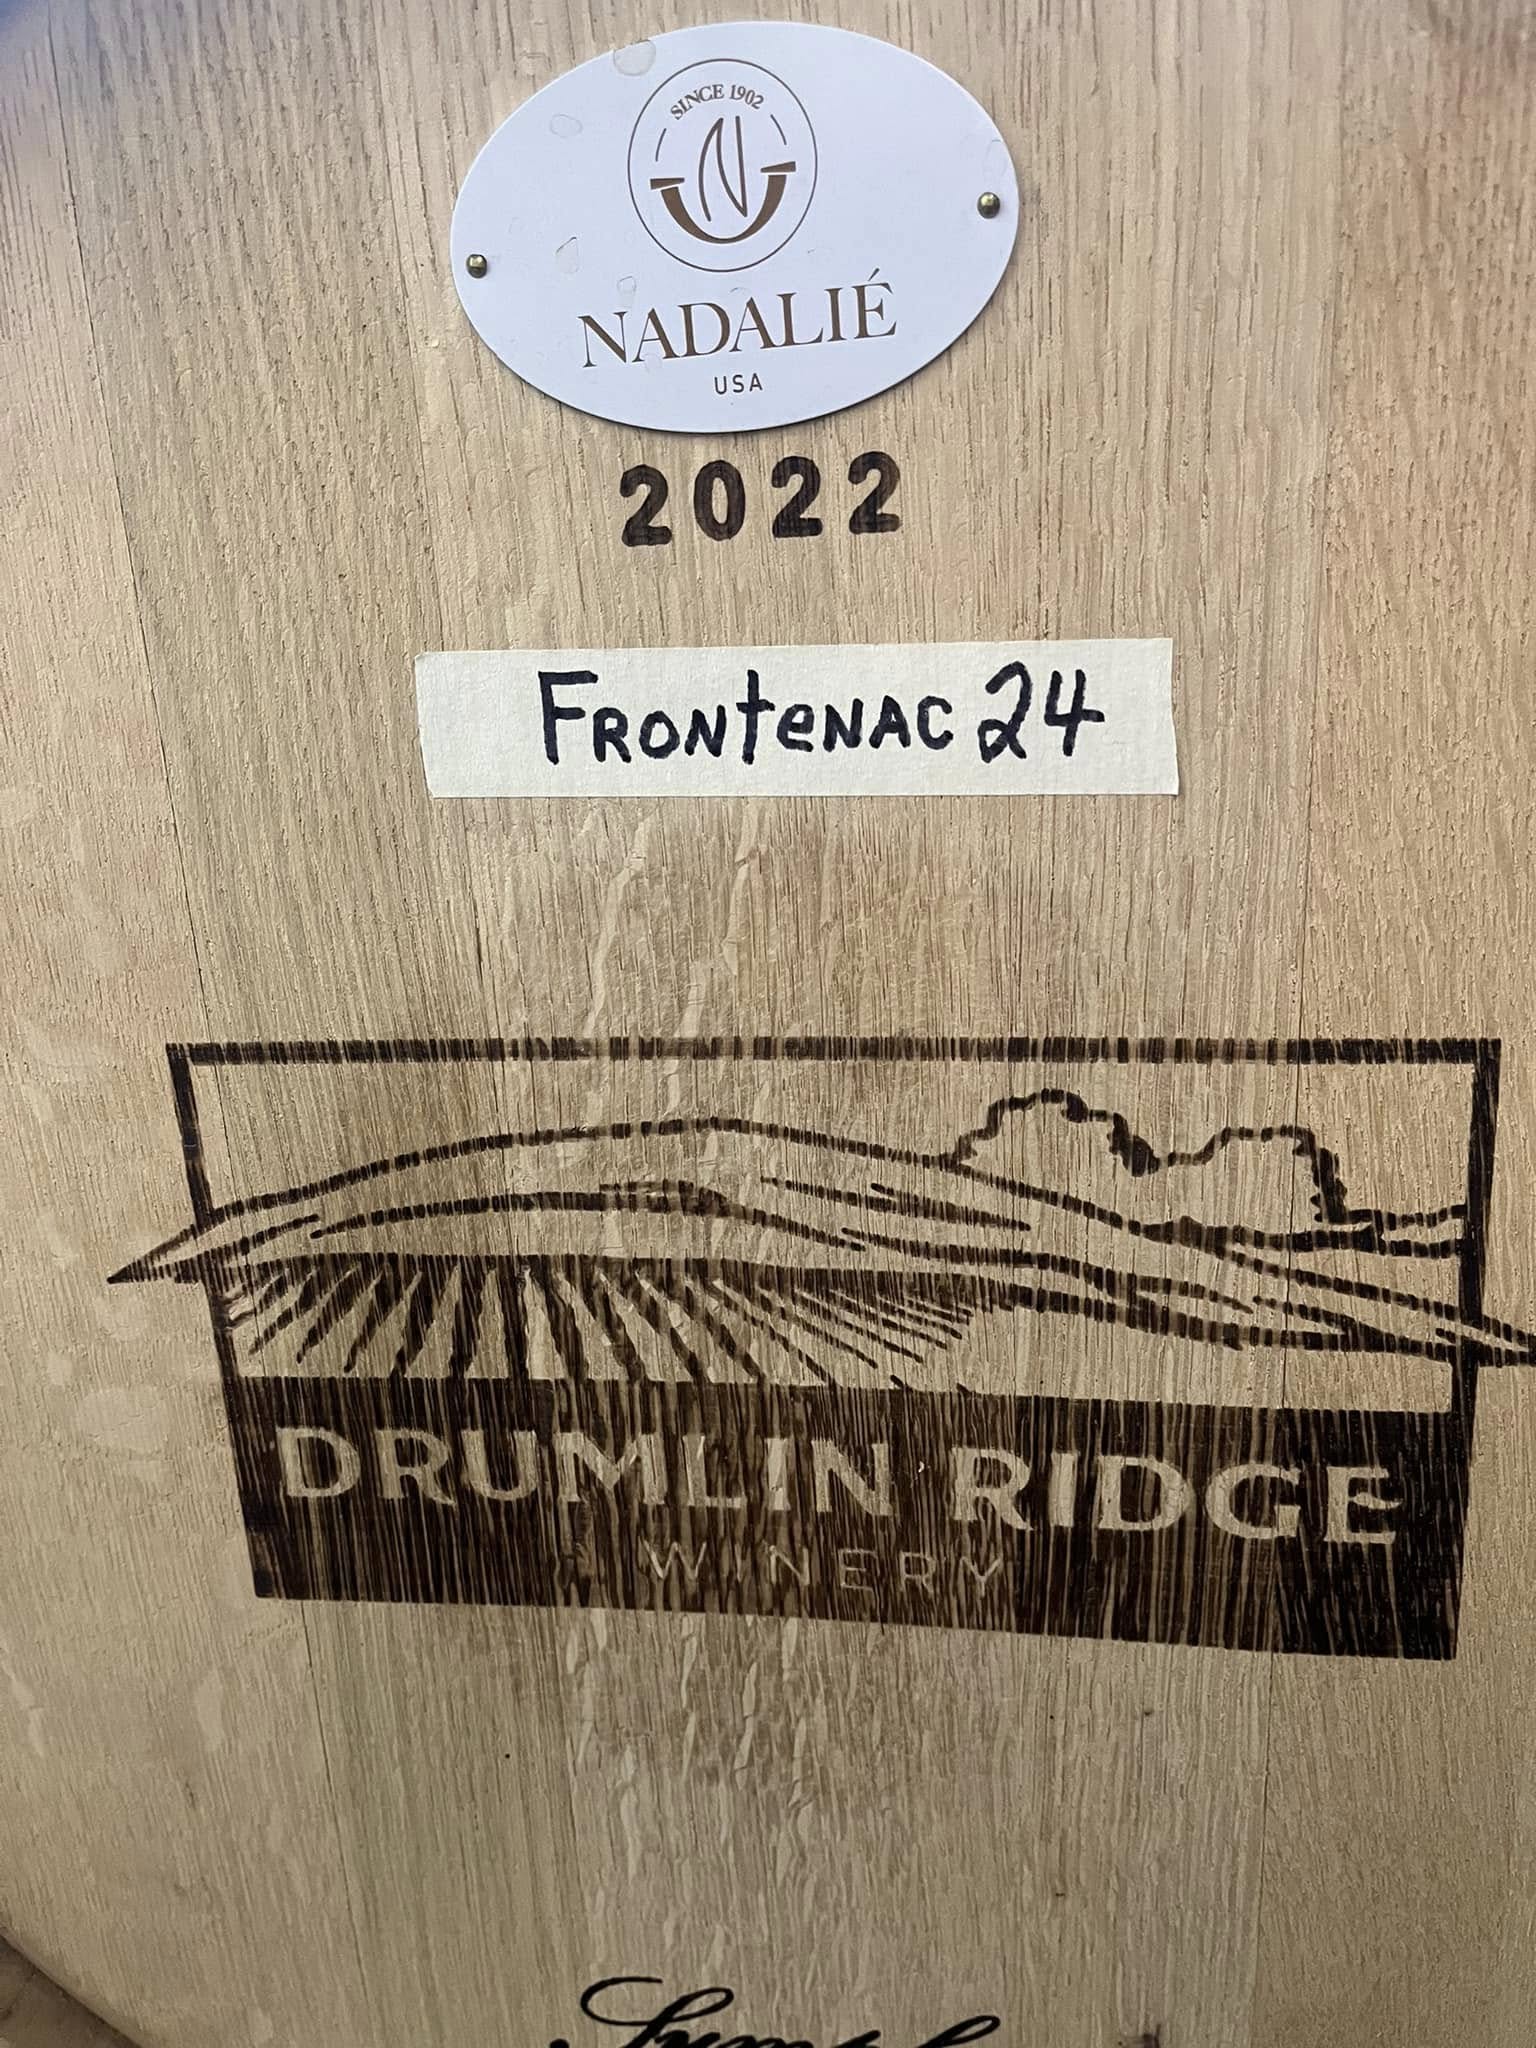 SINCE 1902
NADALIÉ
USA
2022
FRONTENAC 24
DRUMLIN RIDGE
WINERY